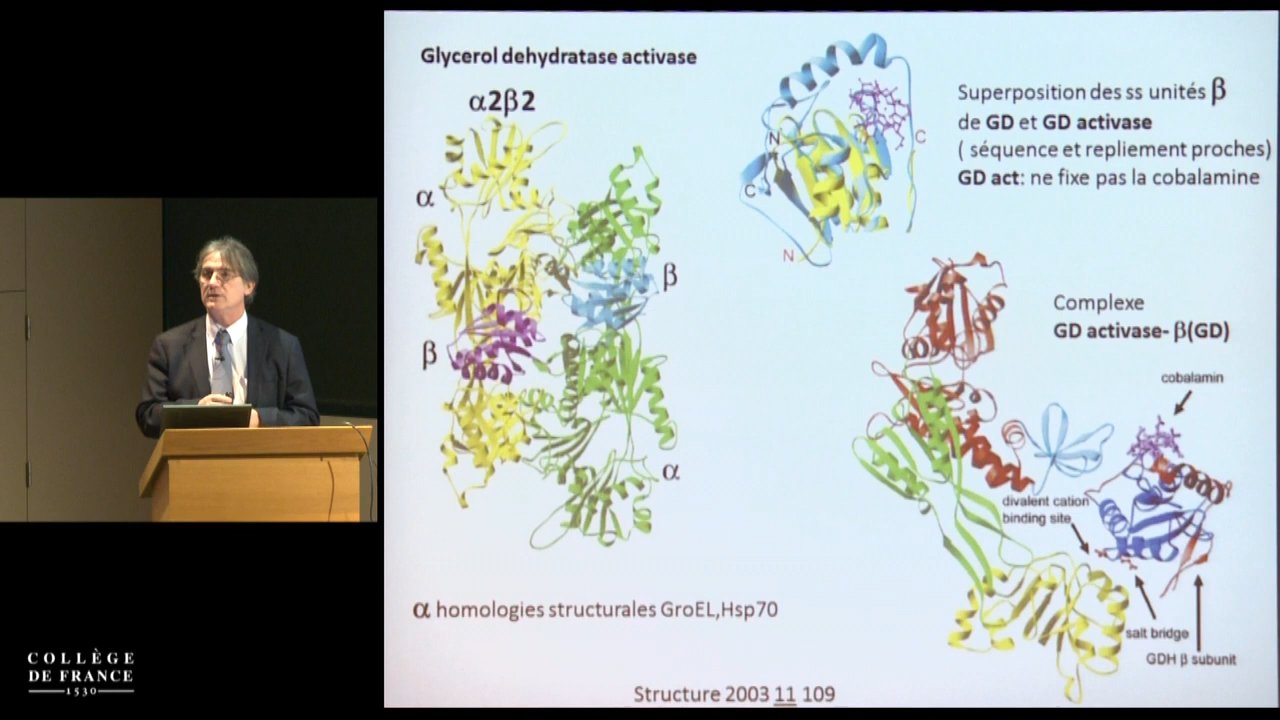 Glycerol dehydratase activase
α2β2
α
β
β
α
α homologies structurales GroEL,Hsp70
N
C
C
N
Superposition des ss unités β
de GD et GD activase
( séquence et repliement proches)
GD act: ne fixe pas la cobalamine
Complexe
GD activase- β(GD)
cobalamin
divalent cation
binding site
salt bridge
GDH β subunit
Structure 2003 11 109
COLLÈGE
DE FRANCE
1530